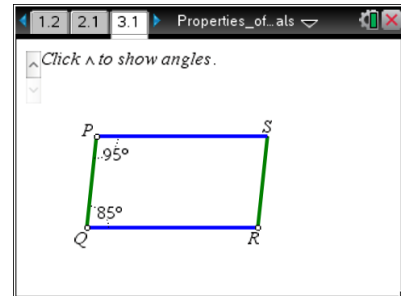 1.2 2.1 3.1 Properties_of…als
Click ^ to show angles.
P S
95°
85°
Q R